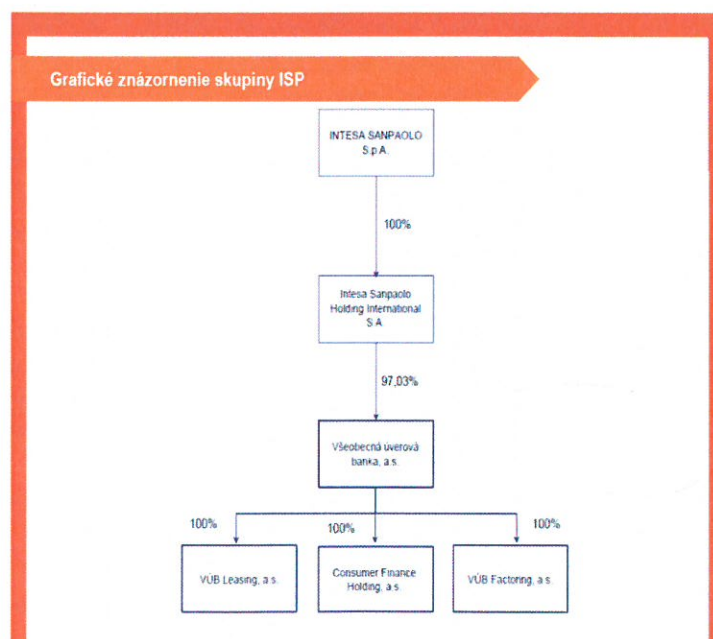 Grafické znázornenie skupiny ISP
INTESA SANPAOLO
S.p.A.
100%
Intesa Sanpaolo
Holding International
S.A
97,03%
Všeobecná úverová
banka, a.s.
100%
100%
100%
VÚB Leasing, a.s.
Consumer Finance
Holding, a.s.
VÚB Factoring, a.s.